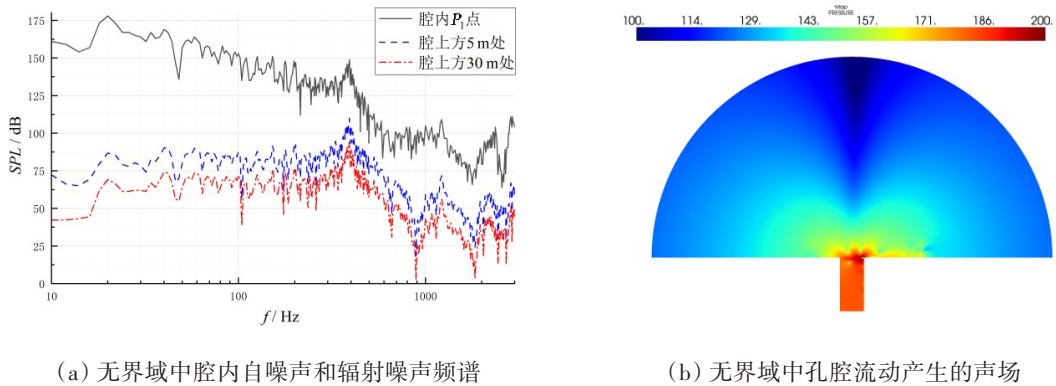 175
150
125
100
75
50
25
0
SPL / dB
腔内P₁点
腔上方5 m处
腔上方30 m处
10
100
1000
f / Hz
Map
PRESSURE
100. 114. 129. 143. 157. 171. 186. 200.
(a) 无界域中腔内自噪声和辐射噪声频谱
(b) 无界域中孔腔流动产生的声场